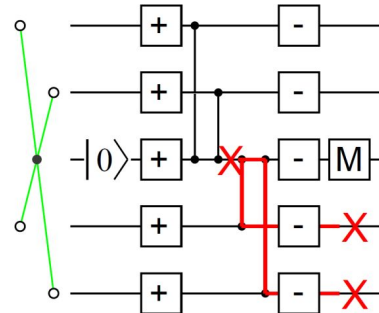 + -
+ -
|0⟩ + X - M
+ - X
+ - X